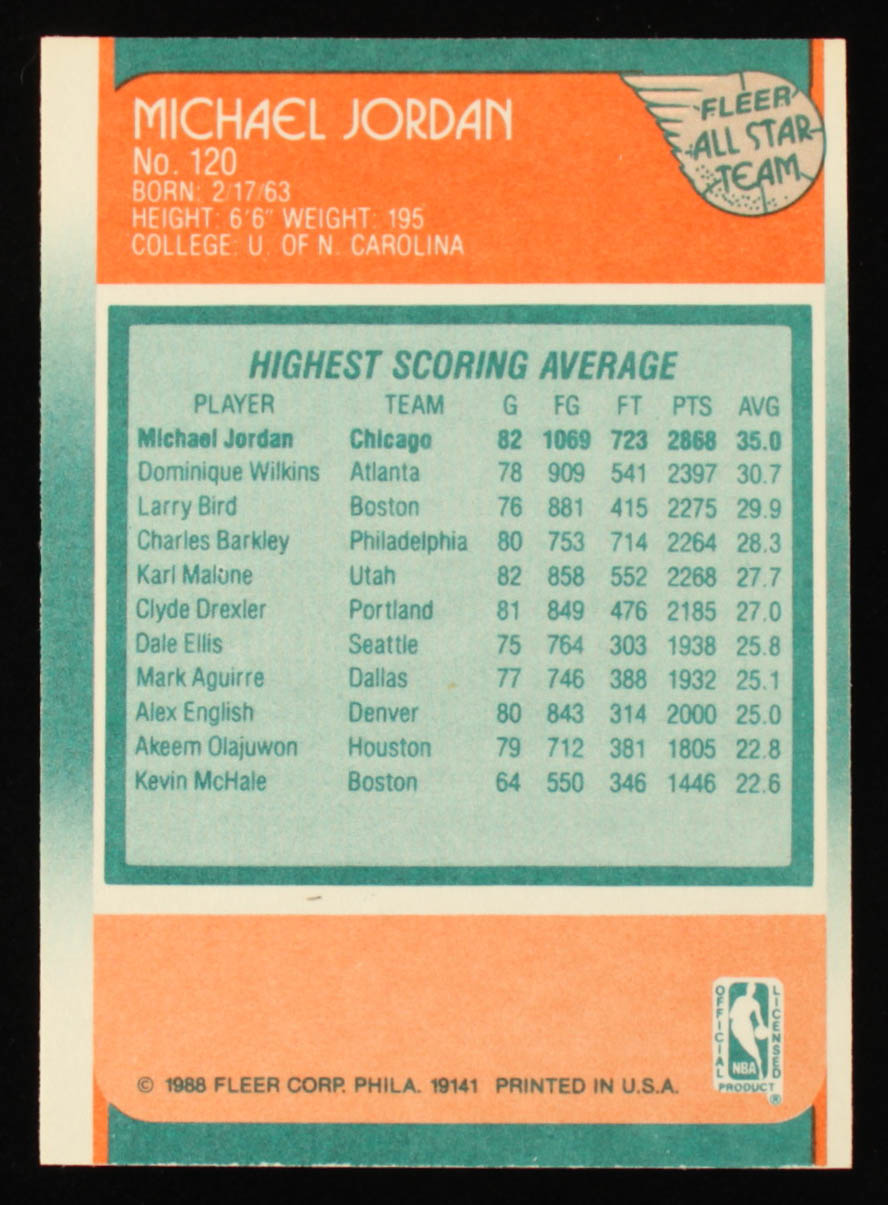 MICHAEL JORDAN
No. 120
BORN: 2/17/63
HEIGHT: 6'6" WEIGHT: 195
COLLEGE: U. OF N. CAROLINA
FLEER
ALL STAR
TEAM
HIGHEST SCORING AVERAGE
PLAYER TEAM G FG FT PTS AVG
Michael Jordan Chicago 82 1069 723 2868 35.0
Dominique Wilkins Atlanta 78 909 541 2397 30.7
Larry Bird Boston 76 881 415 2275 29.9
Charles Barkley Philadelphia 80 753 714 2264 28.3
Karl Malone Utah 82 858 552 2268 27.7
Clyde Drexler Portland 81 849 476 2185 27.0
Dale Ellis Seattle 75 764 303 1938 25.8
Mark Aguirre Dallas 77 746 388 1932 25.1
Alex English Denver 80 843 314 2000 25.0
Akeem Olajuwon Houston 79 712 381 1805 22.8
Kevin McHale Boston 64 550 346 1446 22.6
OFFICIAL
LICENSED
NBA
PRODUCT
®
© 1988 FLEER CORP. PHILA. 19141 PRINTED IN U.S.A.